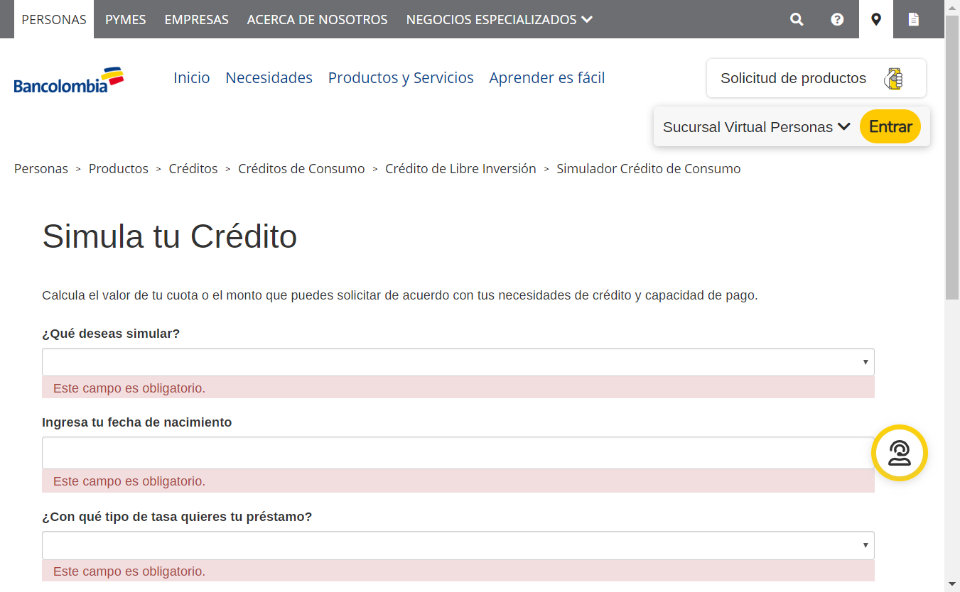 PERSONAS PYMES EMPRESAS ACERCA DE NOSOTROS NEGOCIOS ESPECIALIZADOS
Bancolombia Inicio Necesidades Productos y Servicios Aprender es fácil Solicitud de productos
Sucursal Virtual Personas Entrar
Personas > Productos > Créditos > Créditos de Consumo > Crédito de Libre Inversión > Simulador Crédito de Consumo
Simula tu Crédito
Calcula el valor de tu cuota o el monto que puedes solicitar de acuerdo con tus necesidades de crédito y capacidad de pago.
¿Qué deseas simular?
Este campo es obligatorio.
Ingresa tu fecha de nacimiento
Este campo es obligatorio.
¿Con qué tipo de tasa quieres tu préstamo?
Este campo es obligatorio.